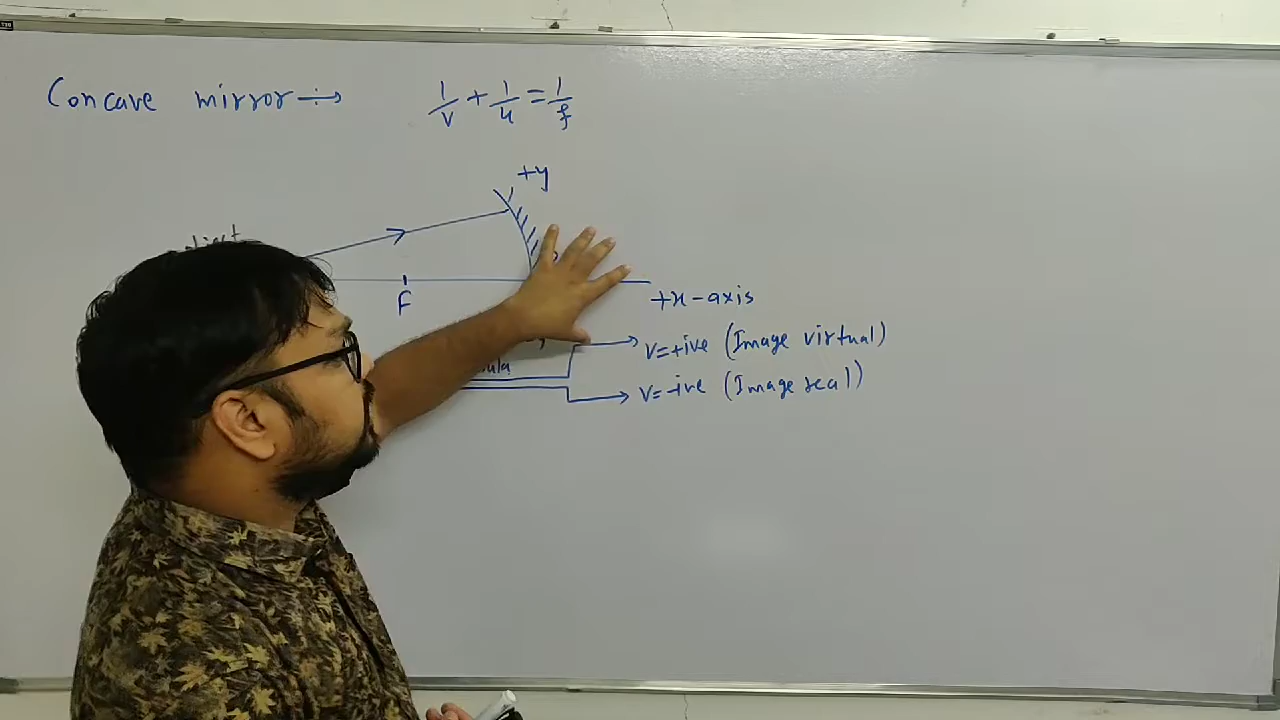 Concave mirror ÷→ 1/v + 1/u = 1/f
+y
F
+x-axis
v=+ive (Image virtual)
v=-ive (Image real)